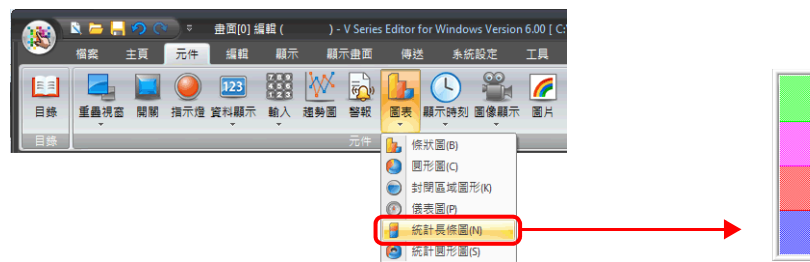 畫面[0] 編輯 (          ) - V Series Editor for Windows Version 6.00 [ C:
檔案 主頁 元件 編輯 顯示 顯示畫面 傳送 系統設定 工具
目錄 重疊視窗 開關 指示燈 資料顯示 輸入 趨勢圖 警報 圖表 顯示時刻 圖像顯示 圖片
目錄 元件
條狀圖(B)
圓形圖(C)
封閉區域圖形(K)
儀表圖(P)
統計長條圖(N)
統計圓形圖(S)